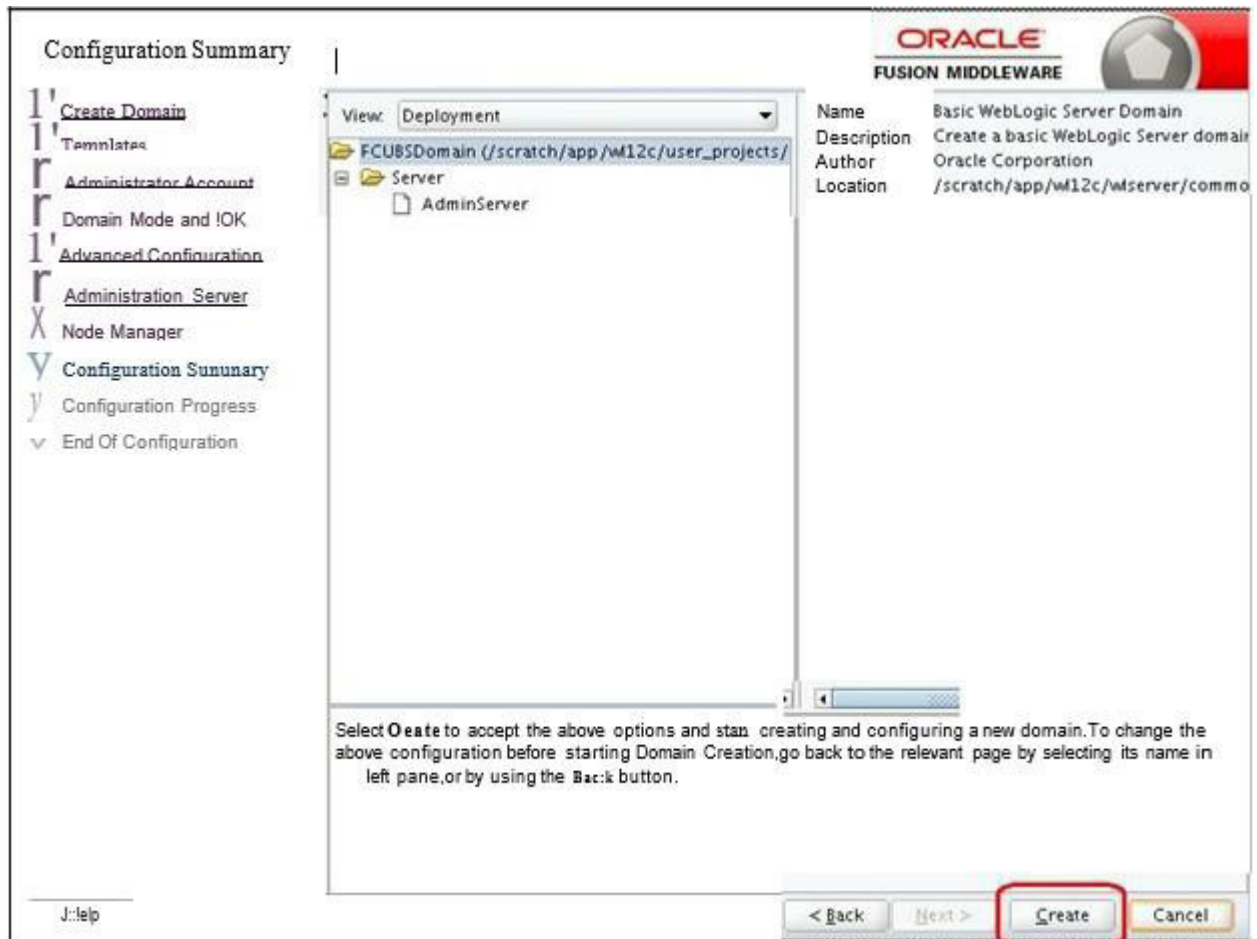 Configuration Summary
ORACLE
FUSION MIDDLEWARE
1' Create Domain
1' Templates
r Administrator Account
r Domain Mode and !OK
1' Advanced Configuration
r Administration Server
X Node Manager
y Configuration Sununary
y Configuration Progress
v End Of Configuration
View: Deployment
FCUBSDomain (/scratch/app/wl12c/user_projects/
Server
AdminServer
Name Basic WebLogic Server Domain
Description Create a basic WebLogic Server domain
Author Oracle Corporation
Location /scratch/app/wl12c/wlserver/commo
Select Oeate to accept the above options and stan creating and configuring a new domain.To change the
above configuration before starting Domain Creation,go back to the relevant page by selecting its name in
left pane,or by using the Bac:k button.
J::!elp
< Back
Next >
Create
Cancel